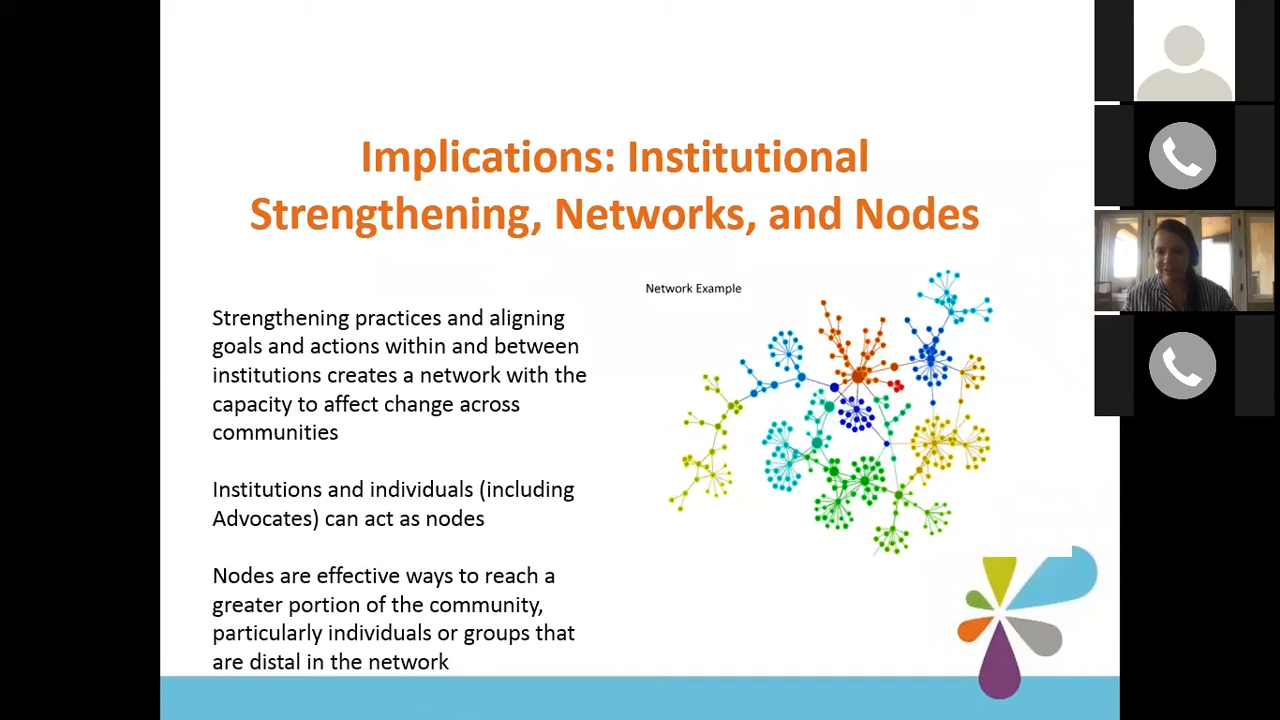 Implications: Institutional
Strengthening, Networks, and Nodes
Network Example
Strengthening practices and aligning
goals and actions within and between
institutions creates a network with the
capacity to affect change across
communities
Institutions and individuals (including
Advocates) can act as nodes
Nodes are effective ways to reach a
greater portion of the community,
particularly individuals or groups that
are distal in the network